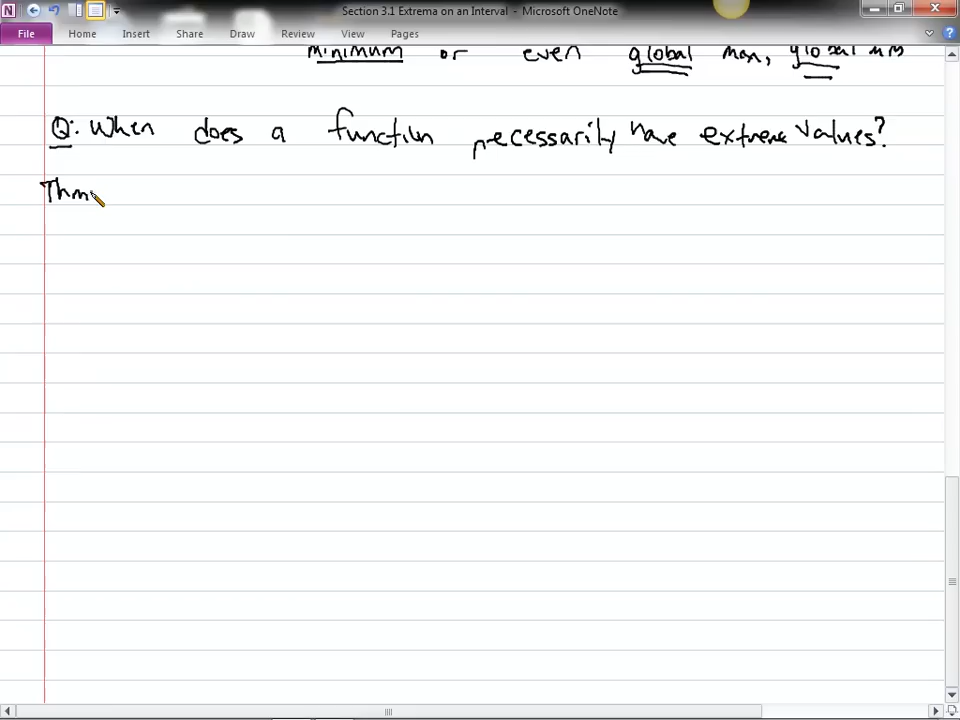 Section 3.1 Extrema on an Interval - Microsoft OneNote
File Home Insert Share Draw Review View Pages
minimum or even global max, global min
Q: When does a function necessarily have extreme values?
Thm